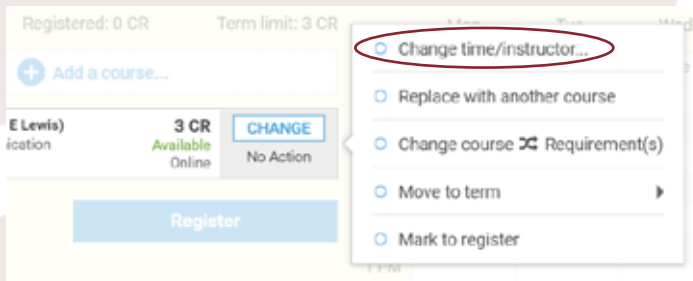 Registered: 0 CR Term limit: 3 CR Mon Tue Wed
Add a course...
E Lewis) 3 CR CHANGE
ication Available No Action
Online
Register
Change time/instructor...
Replace with another course
Change course Requirement(s)
Move to term
Mark to register
1 PM